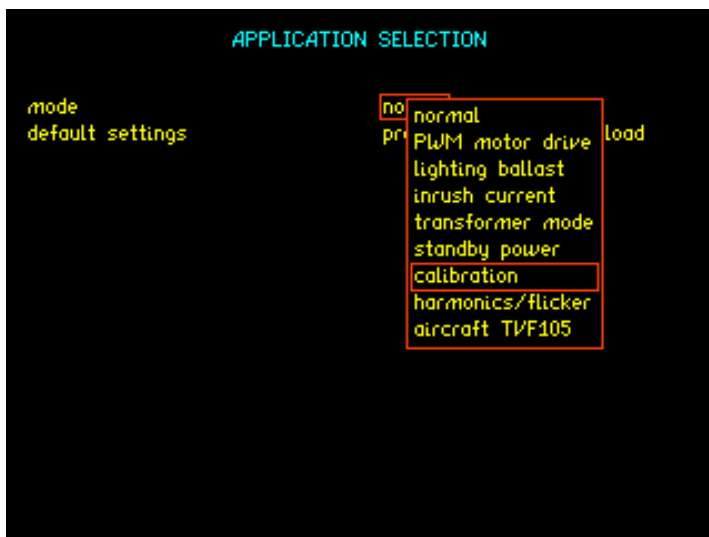 APPLICATION SELECTION
mode
default settings
load
normal
PWM motor drive
lighting ballast
inrush current
transformer mode
standby power
calibration
harmonics/flicker
aircraft TVF105